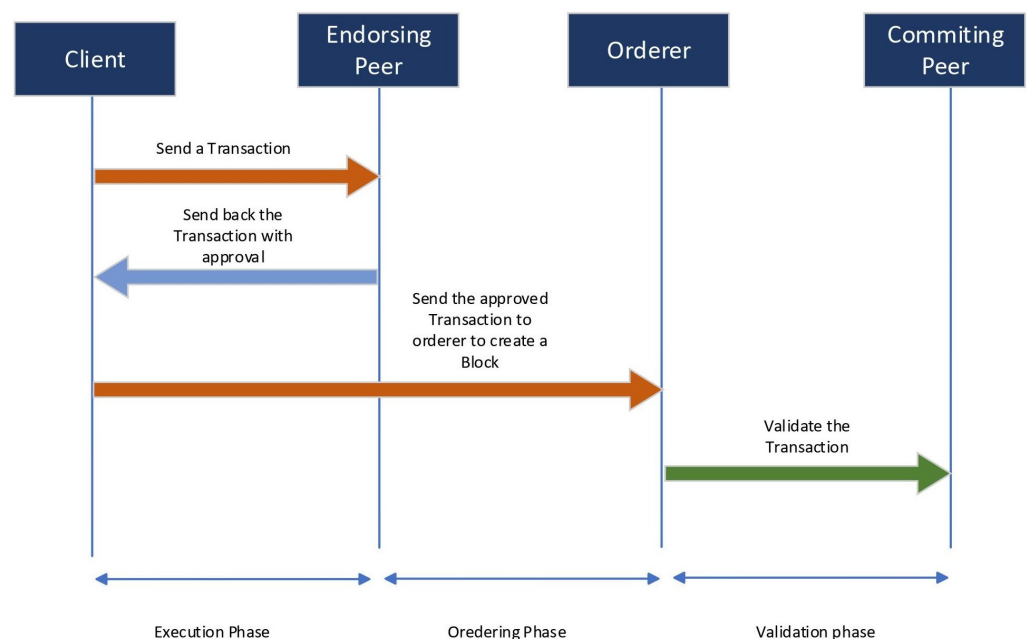 Client
Endorsing
Peer
Orderer
Commiting
Peer
Send a Transaction
Send back the
Transaction with
approval
Send the approved
Transaction to
orderer to create a
Block
Validate the
Transaction
Execution Phase
Oredering Phase
Validation phase